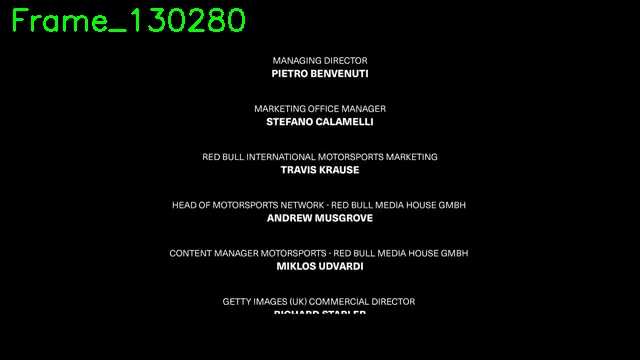 Frame_130280
MANAGING DIRECTOR
PIETRO BENVENUTI
MARKETING OFFICE MANAGER
STEFANO CALAMELLI
RED BULL INTERNATIONAL MOTORSPORTS MARKETING
TRAVIS KRAUSE
HEAD OF MOTORSPORTS NETWORK - RED BULL MEDIA HOUSE GMBH
ANDREW MUSGROVE
CONTENT MANAGER MOTORSPORTS - RED BULL MEDIA HOUSE GMBH
MIKLOS UDVARDI
GETTY IMAGES (UK) COMMERCIAL DIRECTOR
RICHARD